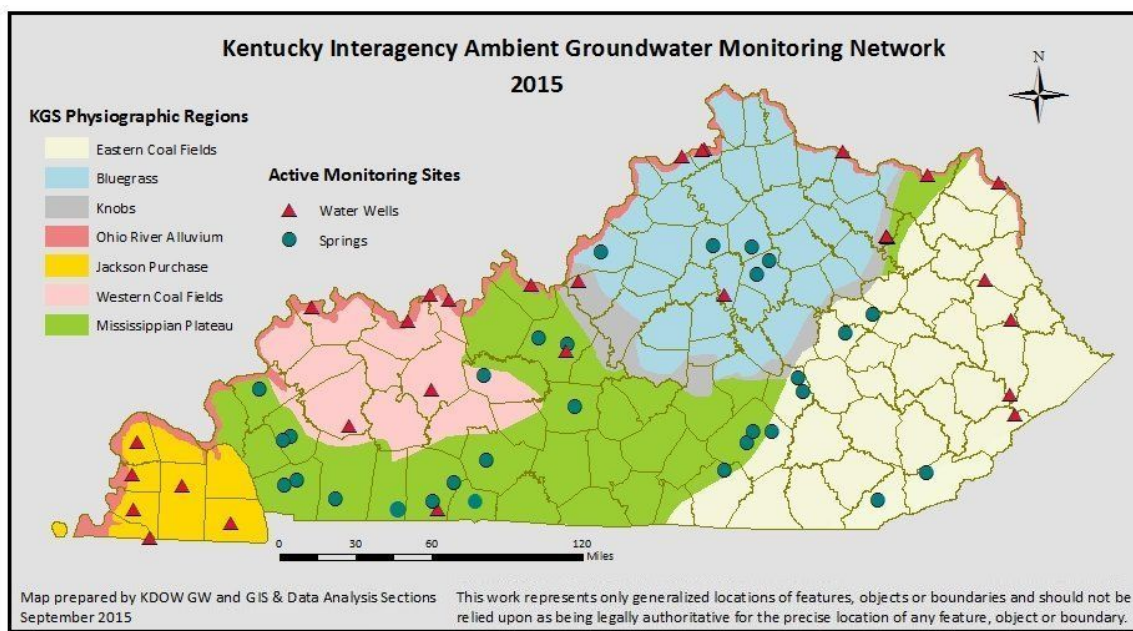 Kentucky Interagency Ambient Groundwater Monitoring Network
2015
N
KGS Physiographic Regions
Eastern Coal Fields
Bluegrass
Knobs
Ohio River Alluvium
Jackson Purchase
Western Coal Fields
Mississippian Plateau
Active Monitoring Sites
Water Wells
Springs
0 30 60 120
Miles
Map prepared by KDOW GW and GIS & Data Analysis Sections
September 2015
This work represents only generalized locations of features, objects or boundaries and should not be
relied upon as being legally authoritative for the precise location of any feature, object or boundary.